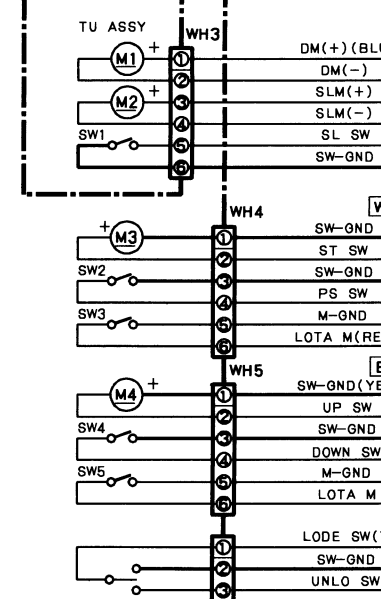 TU ASSY
WH3
M1 +
1
DM(+)(BLU
2
DM(-)
M2 +
3
SLM(+)
4
SLM(-)
SW1
5
SL SW
6
SW-GND
WH4
+ M3
1
SW-GND
2
ST SW
SW2
3
SW-GND
4
PS SW
SW3
5
M-GND
6
LOTA M(RE
WH5
M4 +
1
SW-GND(YE
2
UP SW
SW4
3
SW-GND
4
DOWN SW
SW5
5
M-GND
6
LOTA M
1
LODE SW(
2
SW-GND
3
UNLO SW